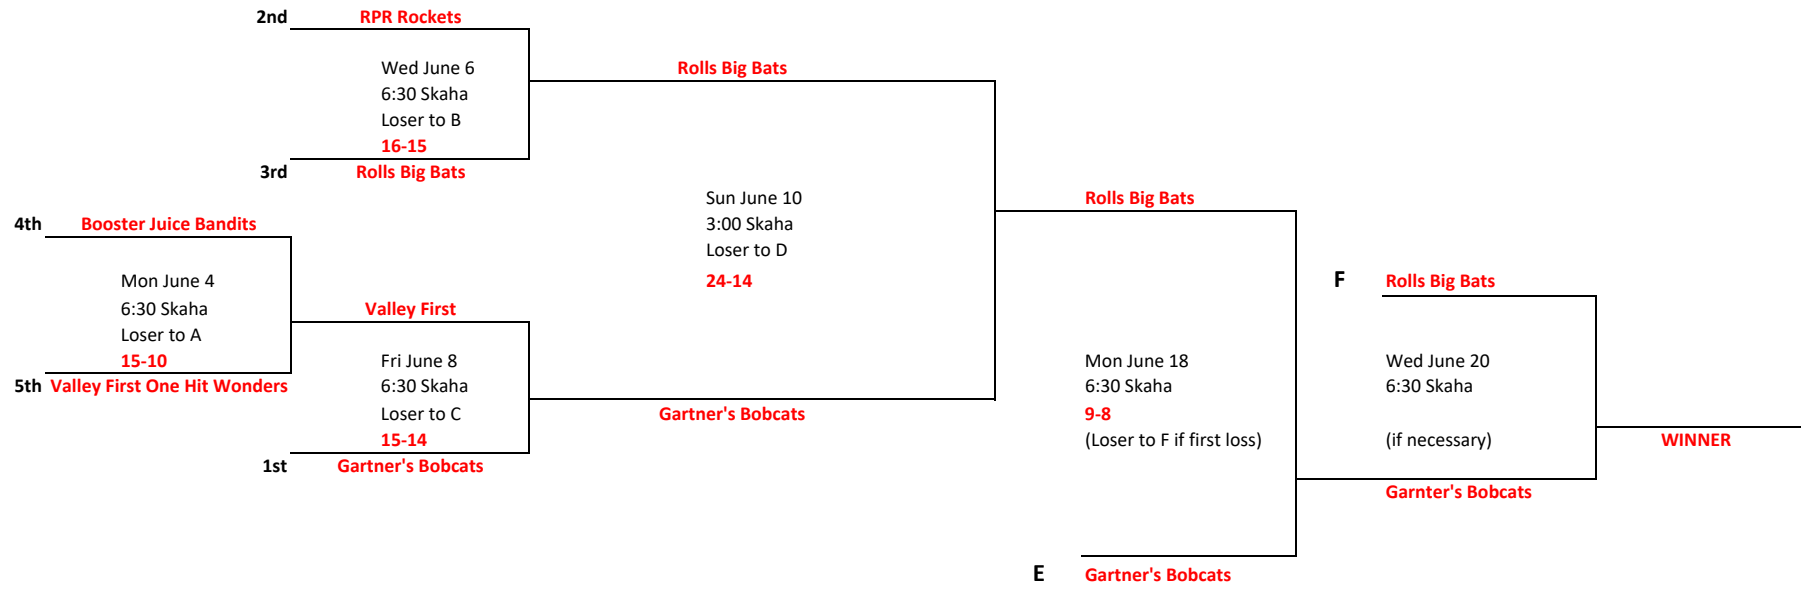 2nd RPR Rockets
Wed June 6
6:30 Skaha
Loser to B
16-15
3rd Rolls Big Bats
4th Booster Juice Bandits
Mon June 4
6:30 Skaha
Loser to A
15-10
5th Valley First One Hit Wonders
Valley First
Fri June 8
6:30 Skaha
Loser to C
15-14
1st Gartner's Bobcats
Rolls Big Bats
Sun June 10
3:00 Skaha
Loser to D
24-14
Gartner's Bobcats
Rolls Big Bats
Mon June 18
6:30 Skaha
9-8
(Loser to F if first loss)
E Gartner's Bobcats
F Rolls Big Bats
Wed June 20
6:30 Skaha
(if necessary)
Garnter's Bobcats
WINNER